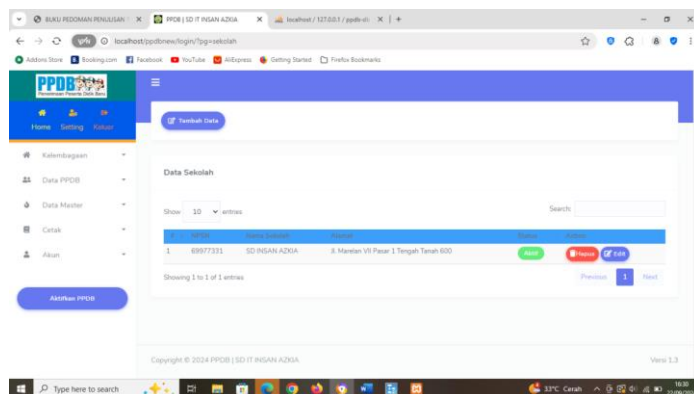 BUKU PEDOMAN PENULISAN
PPDB | SD IT INSAN AZKIA
localhost / 127.0.0.1 / ppdb-sl
localhost/ppdbnew/login/?pg=sekolah
Addons Store
Booking.com
Facebook
YouTube
AliExpress
Getting Started
Firefox Bookmarks
PPDB
Penerimaan Peserta Didik Baru
Home Setting Keluar
Kelembagaan
Data PPDB
Data Master
Cetak
Akun
Aktifkan PPDB
Tambah Data
Data Sekolah
Show 10 entries
Search:
# NPSN Nama Sekolah Alamat Status Action
1 69977331 SD INSAN AZKIA Jl. Marelan VII Pasar 1 Tengah Tanah 600 Aktif Hapus Edit
Showing 1 to 1 of 1 entries
Previous 1 Next
Copyright © 2024 PPDB | SD IT INSAN AZKIA
Versi 1.3
Type here to search
33°C Cerah
16:30